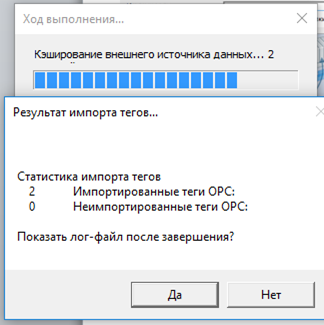 Ход выполнения...
Кэширование внешнего источника данных... 2
Результат импорта тегов...
Статистика импорта тегов
2 Импортированные теги OPC:
0 Неимпортированные теги OPC:
Показать лог-файл после завершения?
Да
Нет